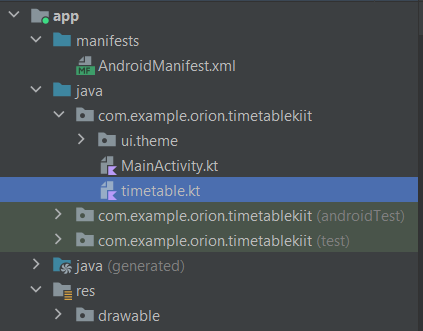 app
manifests
MF AndroidManifest.xml
java
com.example.orion.timetablekiit
ui.theme
MainActivity.kt
timetable.kt
com.example.orion.timetablekiit (androidTest)
com.example.orion.timetablekiit (test)
java (generated)
res
drawable